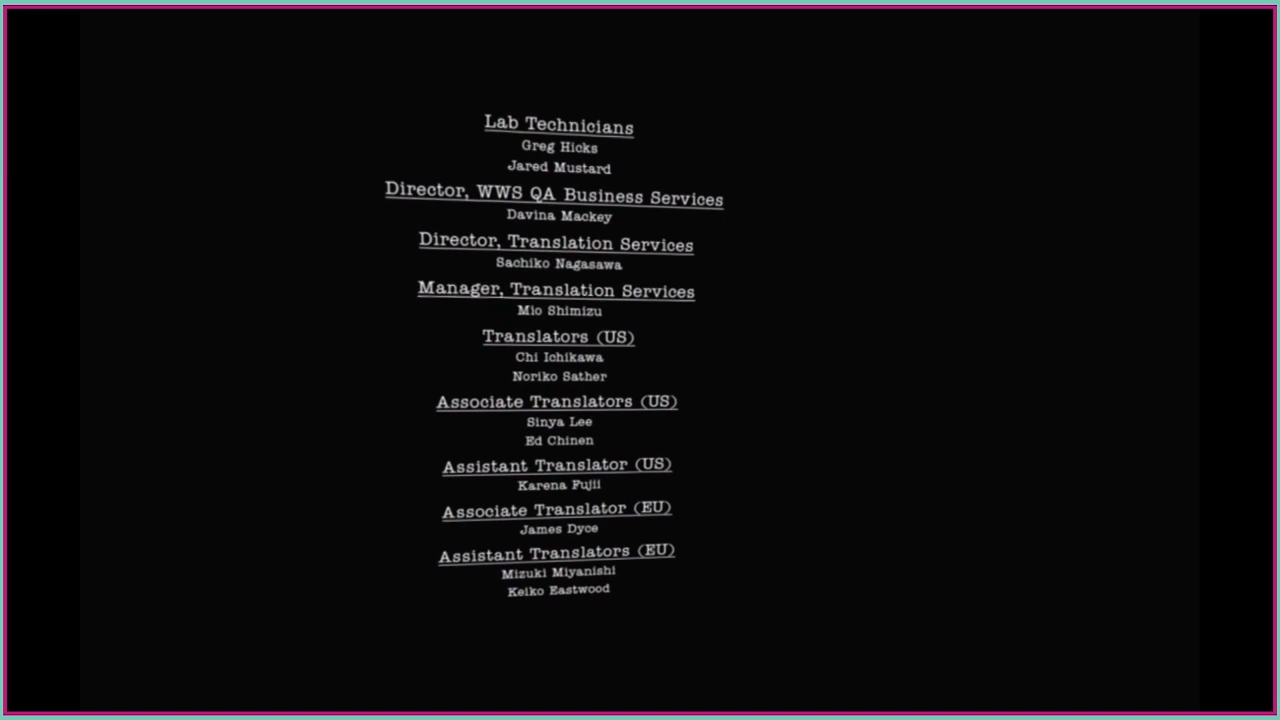 Lab Technicians
Greg Hicks
Jared Mustard
Director, WWS QA Business Services
Davina Mackey
Director, Translation Services
Sachiko Nagasawa
Manager, Translation Services
Mio Shimizu
Translators (US)
Chi Ichikawa
Noriko Sather
Associate Translators (US)
Sinya Lee
Ed Chinen
Assistant Translator (US)
Karena Fujii
Associate Translator (EU)
James Dyce
Assistant Translators (EU)
Mizuki Miyanishi
Keiko Eastwood